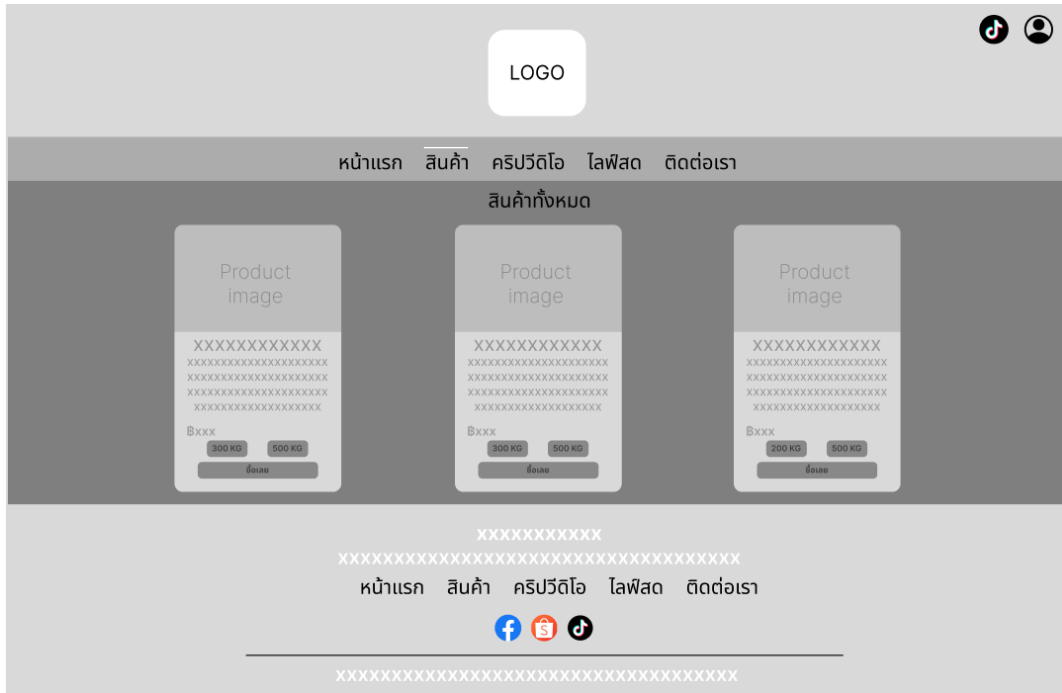 LOGO
หน้าแรก สินค้า คริปวีดิโอ ไลฟ์สด ติดต่อเรา
สินค้าทั้งหมด
Product
image
XXXXXXXXXXXX
xxxxxxxxxxxxxxxxxxxxx
xxxxxxxxxxxxxxxxxxxxx
xxxxxxxxxxxxxxxxxxxxx
xxxxxxxxxxxxxxxxxxx
฿xxx
300 KG 500 KG
ซื้อเลย
Product
image
XXXXXXXXXXXX
xxxxxxxxxxxxxxxxxxxxx
xxxxxxxxxxxxxxxxxxxxx
xxxxxxxxxxxxxxxxxxxxx
xxxxxxxxxxxxxxxxxxx
฿xxx
300 KG 500 KG
ซื้อเลย
Product
image
XXXXXXXXXXXX
xxxxxxxxxxxxxxxxxxxxx
xxxxxxxxxxxxxxxxxxxxx
xxxxxxxxxxxxxxxxxxxxx
xxxxxxxxxxxxxxxxxxx
฿xxx
200 KG 500 KG
ซื้อเลย
XXXXXXXXXXX
XXXXXXXXXXXXXXXXXXXXXXXXXXXXXXXXXXXX
หน้าแรก สินค้า คริปวีดิโอ ไลฟ์สด ติดต่อเรา
XXXXXXXXXXXXXXXXXXXXXXXXXXXXXXXXXXXX